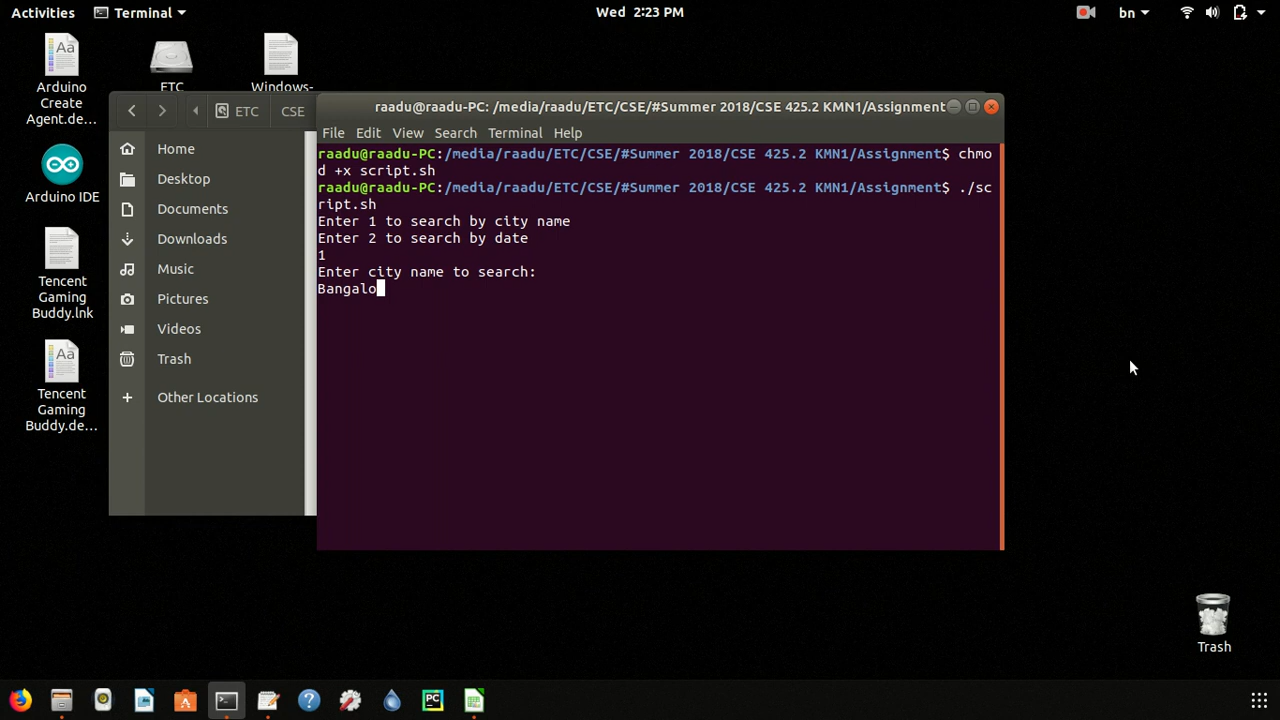 Activities Terminal Wed 2:23 PM bn
Arduino
Create
Agent.de...
ETC
Windows-
Arduino IDE
Tencent
Gaming
Buddy.lnk
Tencent
Gaming
Buddy.de...
ETC CSE
Home
Desktop
Documents
Downloads
Music
Pictures
Videos
Trash
Other Locations
raadu@raadu-PC: /media/raadu/ETC/CSE/#Summer 2018/CSE 425.2 KMN1/Assignment
File Edit View Search Terminal Help
raadu@raadu-PC:/media/raadu/ETC/CSE/#Summer 2018/CSE 425.2 KMN1/Assignment$ chmo
d +x script.sh
raadu@raadu-PC:/media/raadu/ETC/CSE/#Summer 2018/CSE 425.2 KMN1/Assignment$ ./sc
ript.sh
Enter 1 to search by city name
Enter 2 to search by date
1
Enter city name to search:
Bangalo
Trash
PC